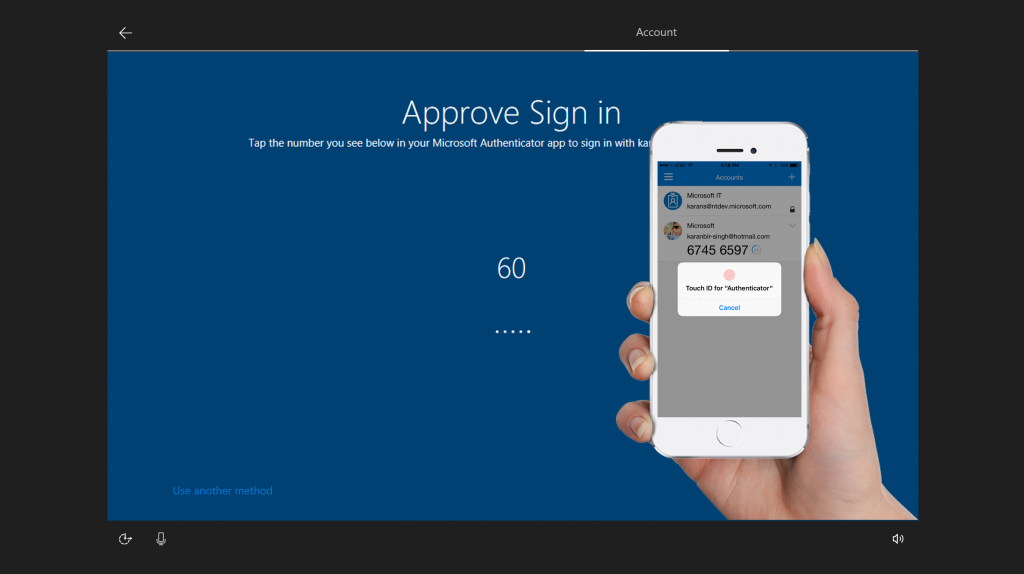 Account
Approve Sign in
Tap the number you see below in your Microsoft Authenticator app to sign in with
Accounts
Microsoft IT
karans@ntdev.microsoft.com
Microsoft
karanbir-singh@hotmail.com
6745 6597
60
Touch ID for “Authenticator”
Cancel
Use another method